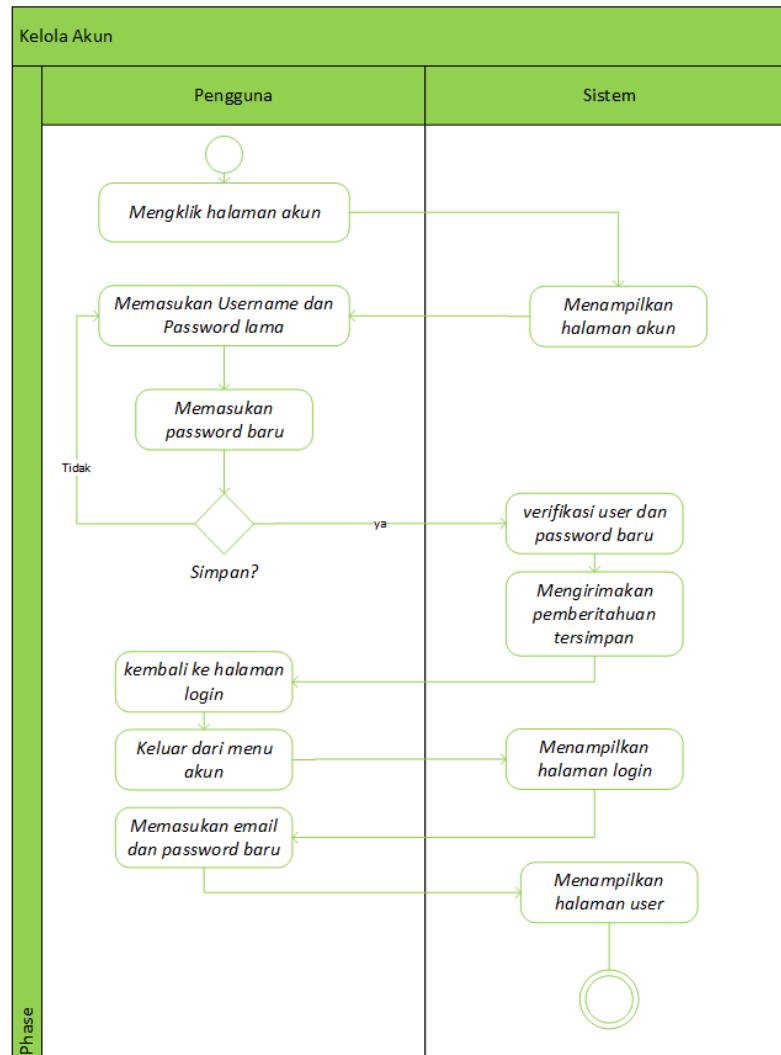 Kelola Akun
Pengguna
Sistem
Mengklik halaman akun
Menampilkan
halaman akun
Memasukan Username dan
Password lama
Memasukan
password baru
Tidak
ya
Simpan?
verifikasi user dan
password baru
Mengirimakan
pemberitahuan
tersimpan
kembali ke halaman
login
Keluar dari menu
akun
Menampilkan
halaman login
Memasukan email
dan password baru
Menampilkan
halaman user
Phase